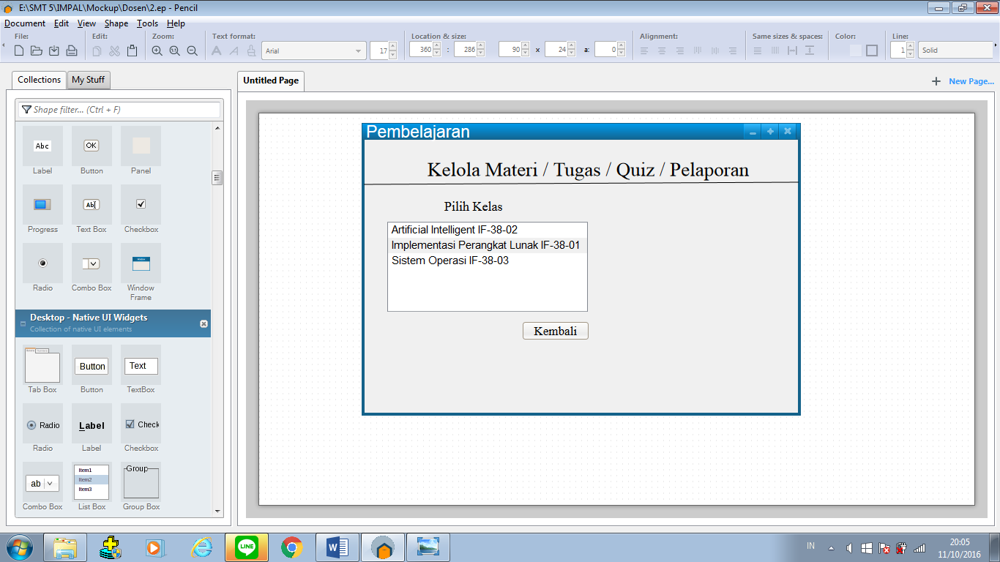 E:\SMT 5\IMPAL\Mockup\Dosen\2.ep - Pencil
Document Edit View Shape Tools Help
File: Edit: Zoom: Text format: Location & size: Alignment: Same sizes & spaces: Color: Line:
Arial 17 360 : 286 90 x 24 a: 0 1 Solid
Collections My Stuff
Untitled Page
New Page...
Shape filter... (Ctrl + F)
Abc OK
Label Button Panel
Ab
Progress Text Box Checkbox
Radio Combo Box Window
Frame
Desktop - Native UI Widgets
Collection of native UI elements
Button Text
Tab Box Button TextBox
Radio Label Check
Radio Label Checkbox
ab Item1 Group
Item2
Item3
Combo Box List Box Group Box
Pembelajaran
Kelola Materi / Tugas / Quiz / Pelaporan
Pilih Kelas
Artificial Intelligent IF-38-02
Implementasi Perangkat Lunak IF-38-01
Sistem Operasi IF-38-03
Kembali
LINE
W
IN
20:05
11/10/2016